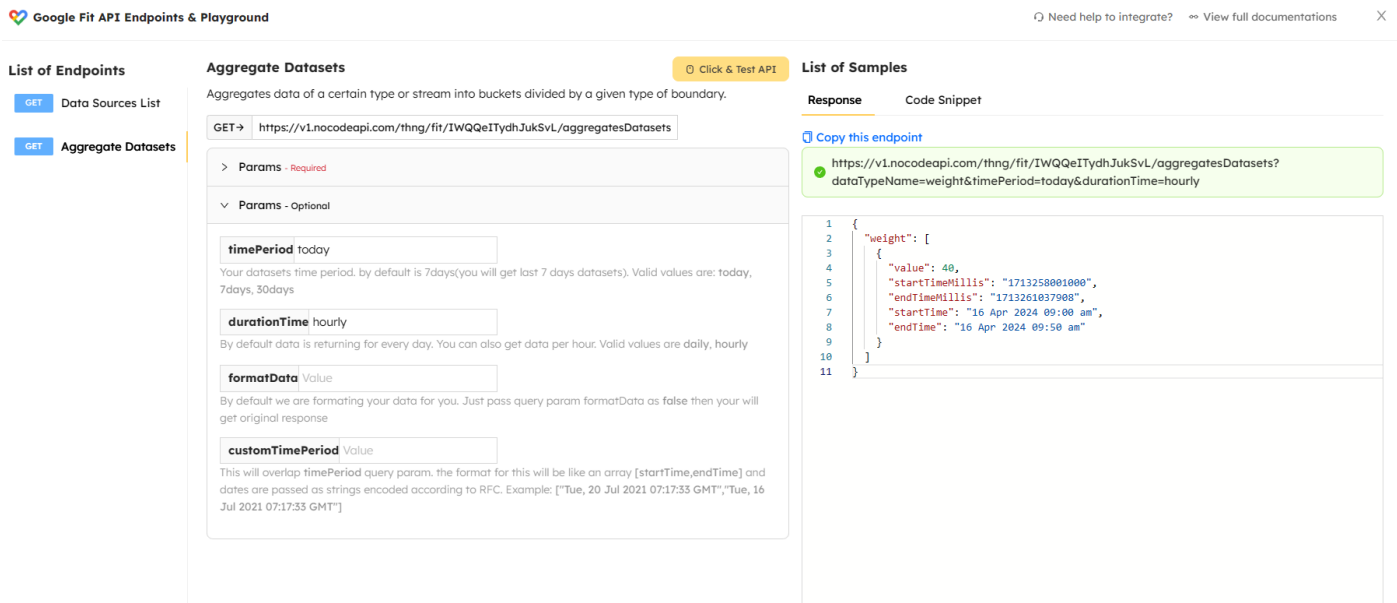 Google Fit API Endpoints & Playground
Need help to integrate?
View full documentations
X
List of Endpoints
GET Data Sources List
GET Aggregate Datasets
Aggregate Datasets
Click & Test API
Aggregates data of a certain type or stream into buckets divided by a given type of boundary.
GET→ https://v1.nocodeapi.com/thng/fit/IWQQeITydhJukSvL/aggregatesDatasets
Params - Required
Params - Optional
timePeriod today
Your datasets time period. by default is 7days(you will get last 7 days datasets). Valid values are: today,
7days, 30days
durationTime hourly
By default data is returning for every day. You can also get data per hour. Valid values are daily, hourly
formatData Value
By default we are formating your data for you. Just pass query param formatData as false then your will
get original response
customTimePeriod Value
This will overlap timePeriod query param. the format for this will be like an array [startTime,endTime] and
dates are passed as strings encoded according to RFC. Example: ["Tue, 20 Jul 2021 07:17:33 GMT","Tue, 16
Jul 2021 07:17:33 GMT"]
List of Samples
Response
Code Snippet
Copy this endpoint
https://v1.nocodeapi.com/thng/fit/IWQQeITydhJukSvL/aggregatesDatasets?
dataTypeName=weight&timePeriod=today&durationTime=hourly
1 {
2 "weight": [
3 {
4 "value": 40,
5 "startTimeMillis": "1713258001000",
6 "endTimeMillis": "1713261037908",
7 "startTime": "16 Apr 2024 09:00 am",
8 "endTime": "16 Apr 2024 09:50 am"
9 }
10 ]
11 }